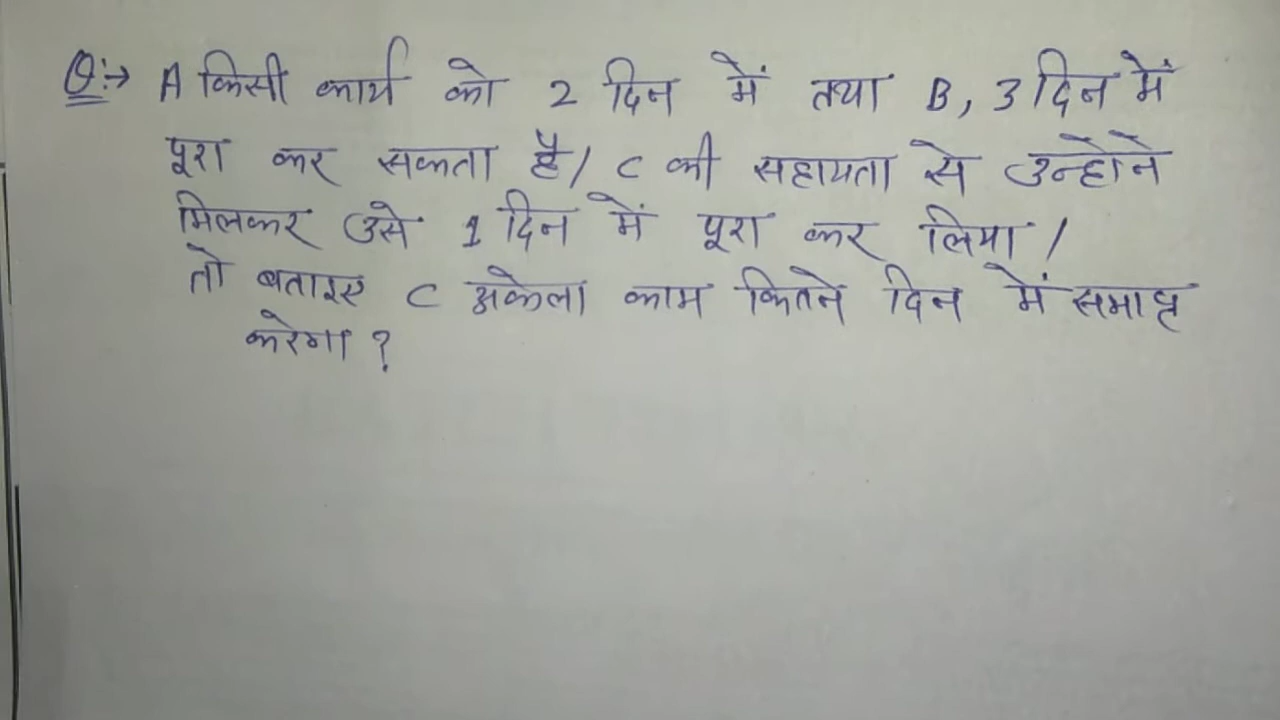 Q:→ A किसी कार्य को 2 दिन में तथा B, 3 दिन में
पूरा कर सकता है/ C की सहायता से उन्होने
मिलकर उसे 1 दिन में पूरा कर लिया /
तो बताइए C अकेला काम कितने दिन में समाप्त
करेगा ?